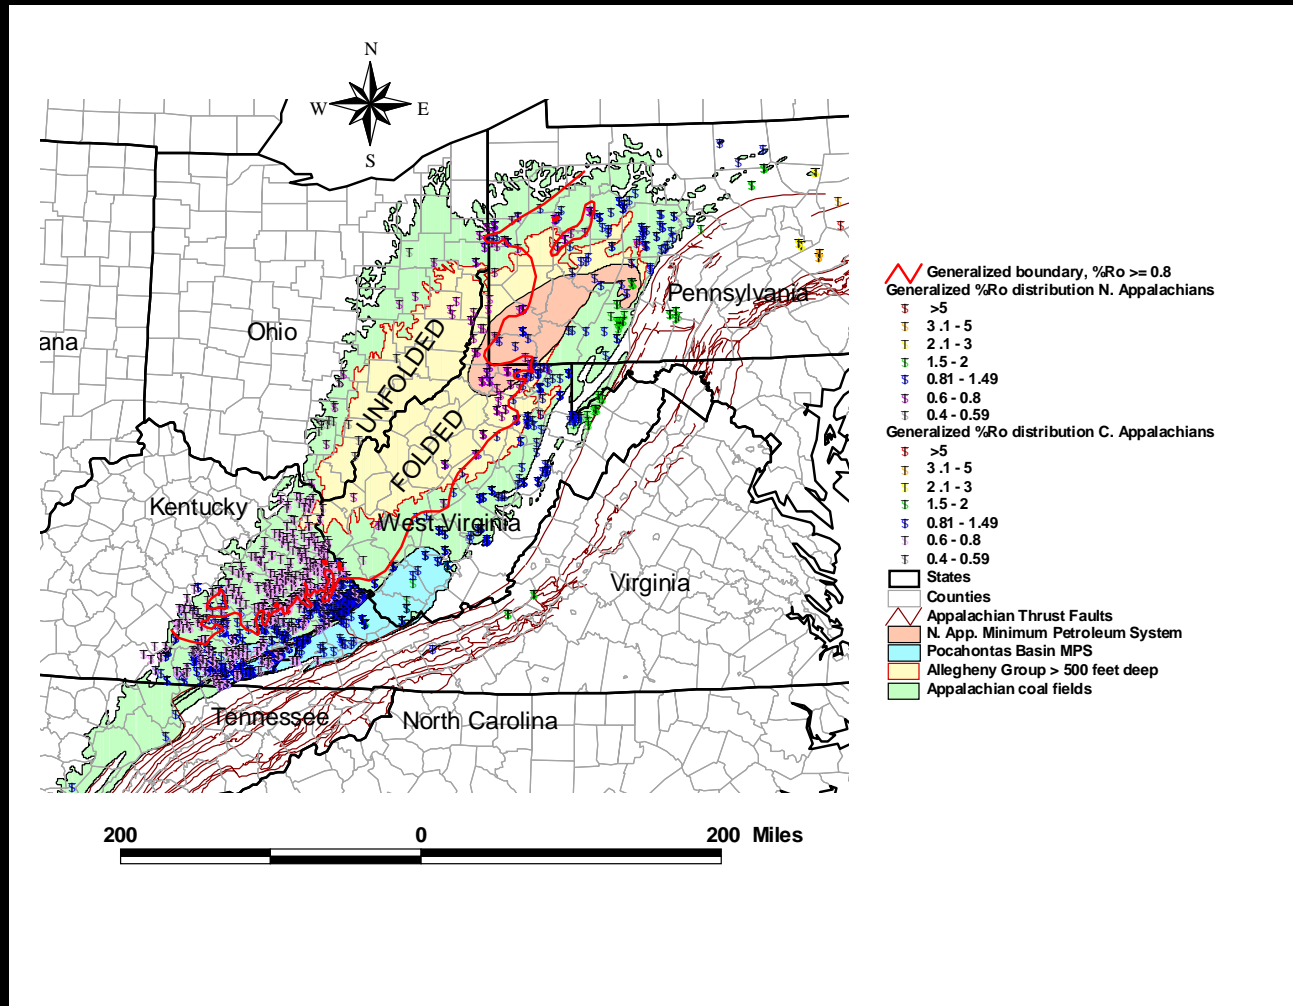 N
W
E
S
Pennsylvania
Ohio
ana
UNFOLDED
FOLDED
Kentucky
West Virginia
Virginia
Tennessee
North Carolina
200
0
200 Miles
Generalized boundary, %Ro >= 0.8
Generalized %Ro distribution N. Appalachians
>5
3 .1 - 5
2 .1 - 3
1.5 - 2
0.81 - 1.49
0.6 - 0.8
0.4 - 0.59
Generalized %Ro distribution C. Appalachians
>5
3 .1 - 5
2 .1 - 3
1.5 - 2
0.81 - 1.49
0.6 - 0.8
0.4 - 0.59
States
Counties
Appalachian Thrust Faults
N. App. Minimum Petroleum System
Pocahontas Basin MPS
Allegheny Group > 500 feet deep
Appalachian coal fields